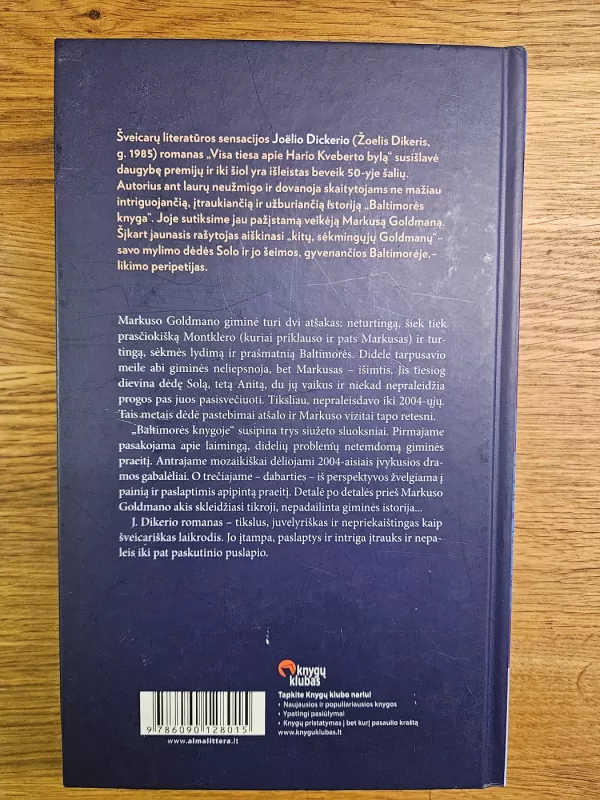 Šveicarų literatūros sensacijos Joëlio Dickerio (Žoelis Dikeris,
g. 1985) romanas „Visa tiesa apie Hario Kveberto bylą“ susišlavė
daugybę premijų ir iki šiol yra išleistas beveik 50-yje šalių.
Autorius ant laurų neužmigo ir dovanoja skaitytojams ne mažiau
intriguojančią, įtraukiančią ir užburiančią istoriją „Baltimorės
knyga“. Joje sutiksime jau pažįstamą veikėją Markusą Goldmaną.
Šįkart jaunasis rašytojas aiškinasi „kitų, sėkmingųjų Goldmanų“ –
savo mylimo dėdės Solo ir jo šeimos, gyvenančios Baltimorėje, –
likimo peripetijas.
Markuso Goldmano giminė turi dvi atšakas: neturtingą, šiek tiek
prasčiokišką Montklero (kuriai priklauso ir pats Markusas) ir tur-
tingą, sėkmės lydimą ir prašmatnią Baltimorės. Didele tarpusavio
meile abi giminės neliepsnoja, bet Markusas – išimtis. Jis tiesiog
dievina dėdę Solą, tetą Anitą, du jų vaikus ir niekad nepraleidžia
progos pas juos pasisvečiuoti. Tiksliau, nepraleisdavo iki 2004-ųjų.
Tais metais dėdė pastebimai atšalo ir Markuso vizitai tapo retesni.
„Baltimorės knygoje“ susipina trys siužeto sluoksniai. Pirmajame
pasakojama apie laimingą, didelių problemų netemdomą giminės
praeitį. Antrajame mozaikiškai dėliojami 2004-aisiais įvykusios dra-
mos gabalėliai. O trečiajame – dabarties – iš perspektyvos žvelgiama į
painią ir paslaptimis apipintą praeitį. Detalė po detalės prieš Markuso
Goldmano akis skleidžiasi tikroji, nepadailinta giminės istorija...
J. Dikerio romanas – tikslus, juvelyriškas ir nepriekaištingas kaip
šveicariškas laikrodis. Jo įtampa, paslaptys ir intriga įtrauks ir nepa-
leis iki pat paskutinio puslapio.
knygų
klubas
Tapkite Knygų klubo nariu!
• Naujausios ir populiariausios knygos
• Ypatingi pasiūlymai
• Knygų pristatymas į bet kurį pasaulio kraštą
www.knyguklubas.lt
9 786090 128015
www.almalittera.lt